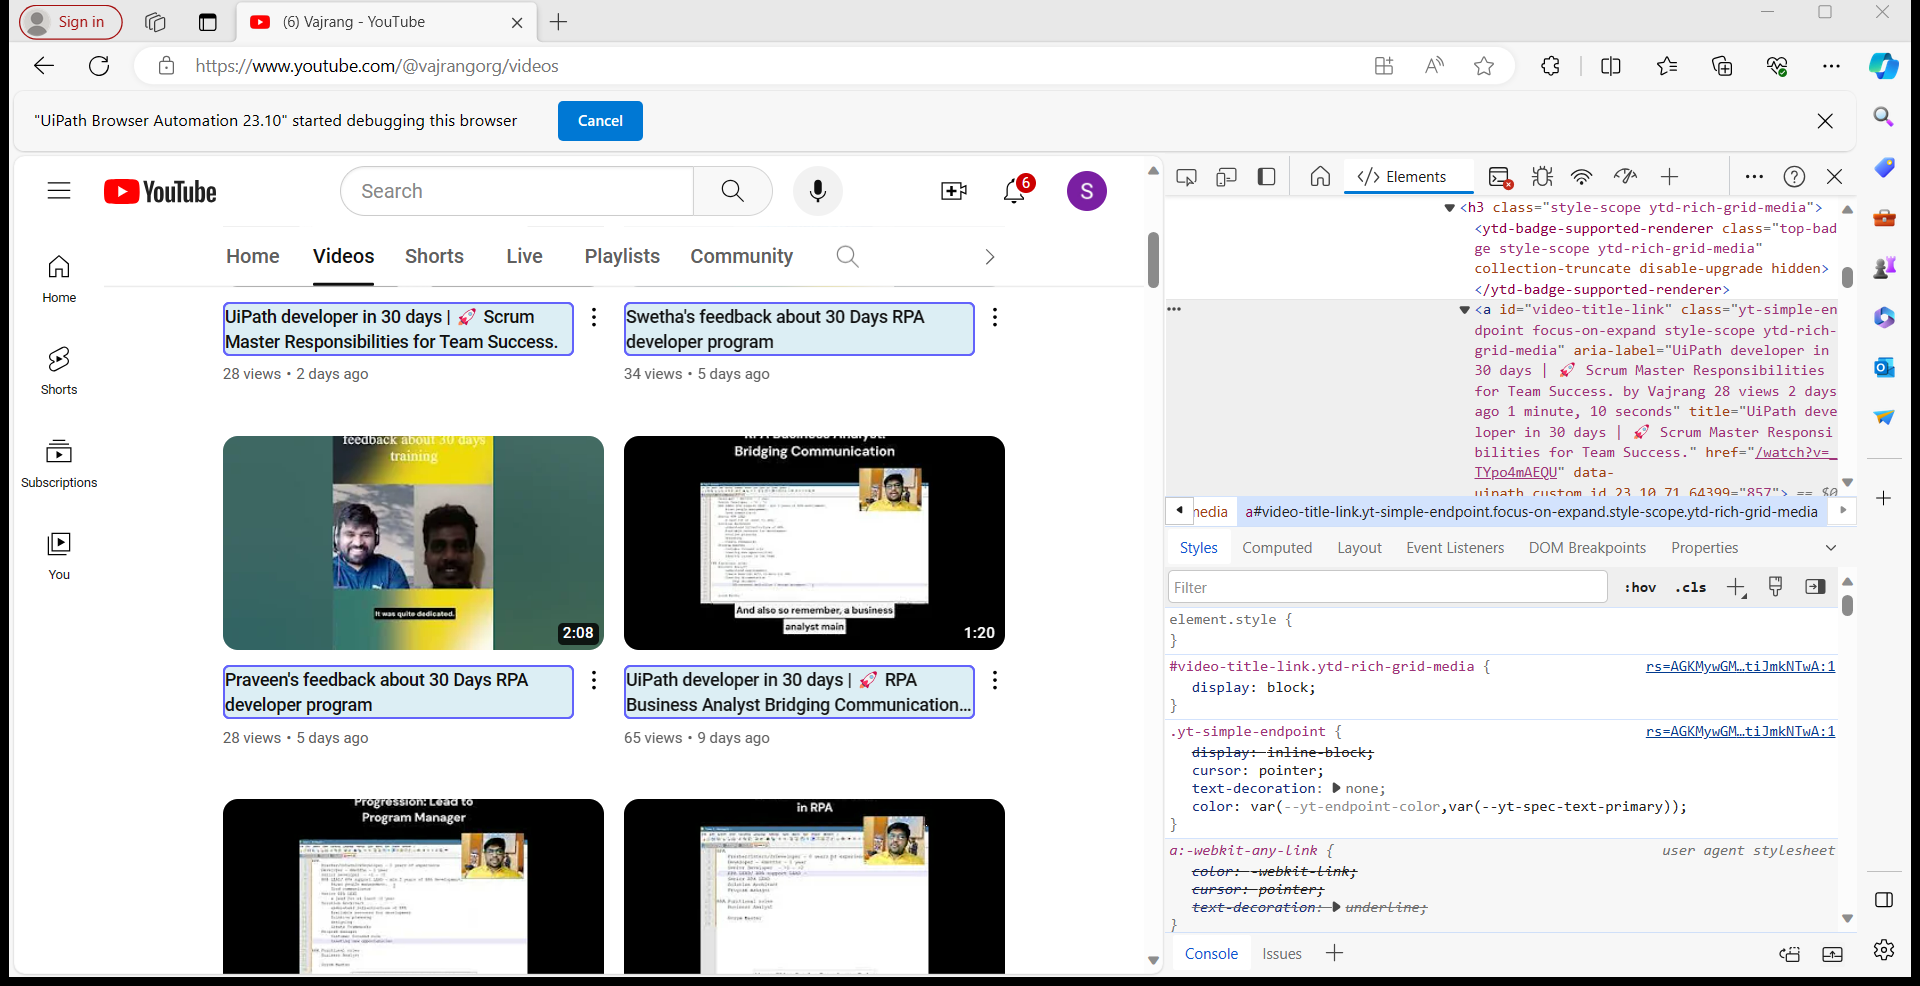 Sign in
(6) Vajrang - YouTube
https://www.youtube.com/@vajrangorg/videos
"UiPath Browser Automation 23.10" started debugging this browser
Cancel
YouTube
Search
6
S
Home
Videos
Shorts
Live
Playlists
Community
Home
Shorts
Subscriptions
You
UiPath developer in 30 days | 🚀 Scrum
Master Responsibilities for Team Success.
28 views • 2 days ago
Swetha's feedback about 30 Days RPA
developer program
34 views • 5 days ago
feedback about 30 days
training
It was quite dedicated.
2:08
Praveen's feedback about 30 Days RPA
developer program
28 views • 5 days ago
RPA Business Analyst:
Bridging Communication
And also so remember, a business
analyst main
1:20
UiPath developer in 30 days | 🚀 RPA
Business Analyst Bridging Communication...
65 views • 9 days ago
Progression: Lead to
Program Manager
in RPA
Elements
<h3 class="style-scope ytd-rich-grid-media">
<ytd-badge-supported-renderer class="top-bad
ge style-scope ytd-rich-grid-media"
collection-truncate disable-upgrade hidden>
</ytd-badge-supported-renderer>
<a id="video-title-link" class="yt-simple-en
dpoint focus-on-expand style-scope ytd-rich-
grid-media" aria-label="UiPath developer in
30 days | 🚀 Scrum Master Responsibilities
for Team Success. by Vajrang 28 views 2 days
ago 1 minute, 10 seconds" title="UiPath deve
loper in 30 days | 🚀 Scrum Master Responsi
bilities for Team Success." href="/watch?v=_
TYpo4mAEQU" data-
uipath_custom_id_23_10_71_64399="857"> == $0
media
a#video-title-link.yt-simple-endpoint.focus-on-expand.style-scope.ytd-rich-grid-media
Styles
Computed
Layout
Event Listeners
DOM Breakpoints
Properties
Filter
:hov
.cls
element.style {
}
#video-title-link.ytd-rich-grid-media {
rs=AGKMywGM…tiJmkNTwA:1
display: block;
}
.yt-simple-endpoint {
rs=AGKMywGM…tiJmkNTwA:1
display: inline-block;
cursor: pointer;
text-decoration: none;
color: var(--yt-endpoint-color,var(--yt-spec-text-primary));
}
a:-webkit-any-link {
user agent stylesheet
color: -webkit-link;
cursor: pointer;
text-decoration: underline;
}
Console
Issues